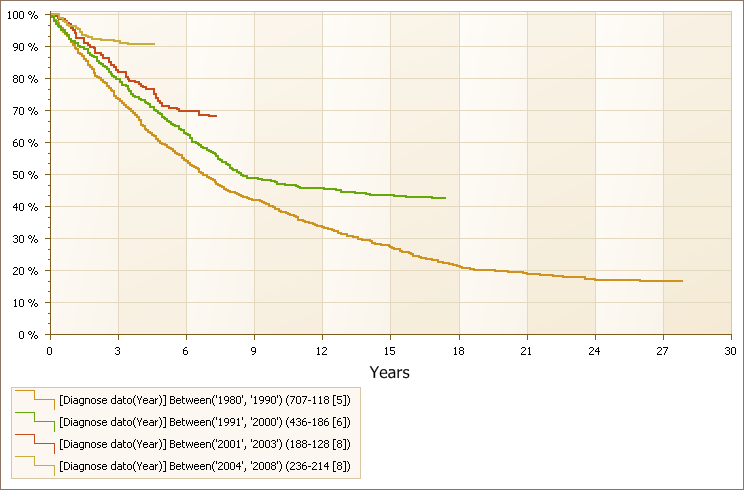 100 %
90 %
80 %
70 %
60 %
50 %
40 %
30 %
20 %
10 %
0 %
0 3 6 9 12 15 18 21 24 27 30
Years
[Diagnose dato(Year)] Between('1980', '1990') (707-118 [5])
[Diagnose dato(Year)] Between('1991', '2000') (436-186 [6])
[Diagnose dato(Year)] Between('2001', '2003') (188-128 [8])
[Diagnose dato(Year)] Between('2004', '2008') (236-214 [8])